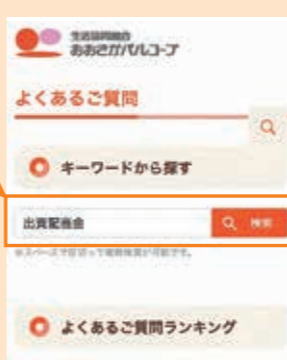 生活協同組合
おおさかパルコープ
よくあるご質問
キーワードから探す
出資配当金
検索
※スペースで区切って複数検索が可能です。
よくあるご質問ランキング